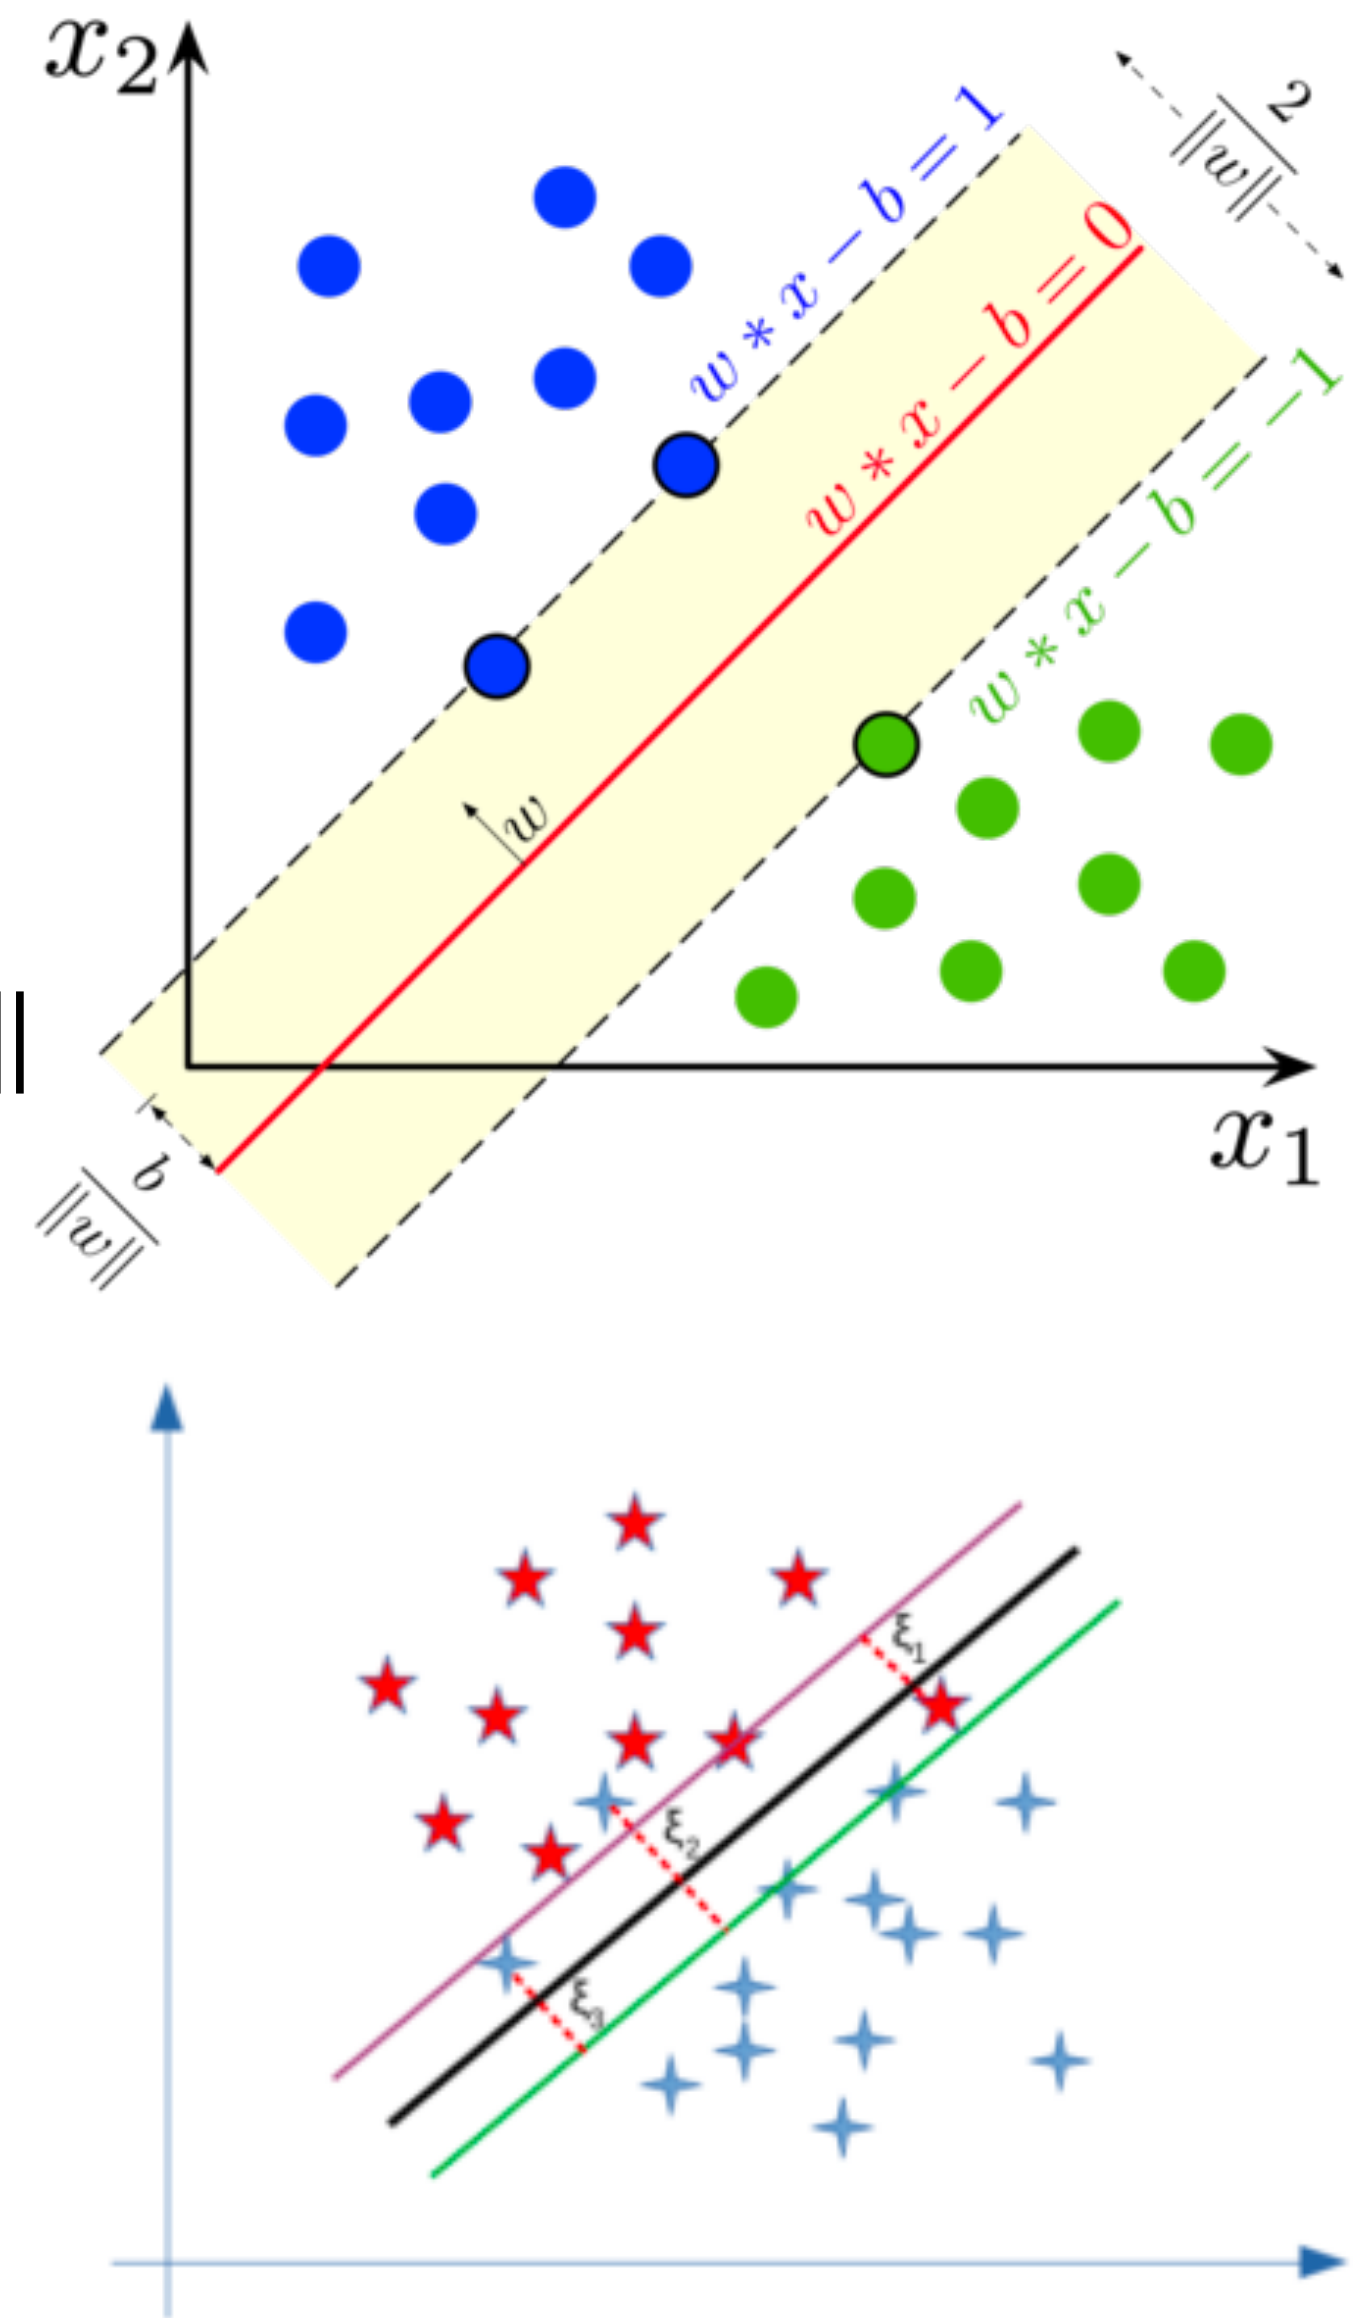 x₂
2
‖w‖
w * x − b = 1
w * x − b = 0
w * x − b = −1
w
‖
x₁
b
‖w‖
ξ₁
ξ₂
ξ₃